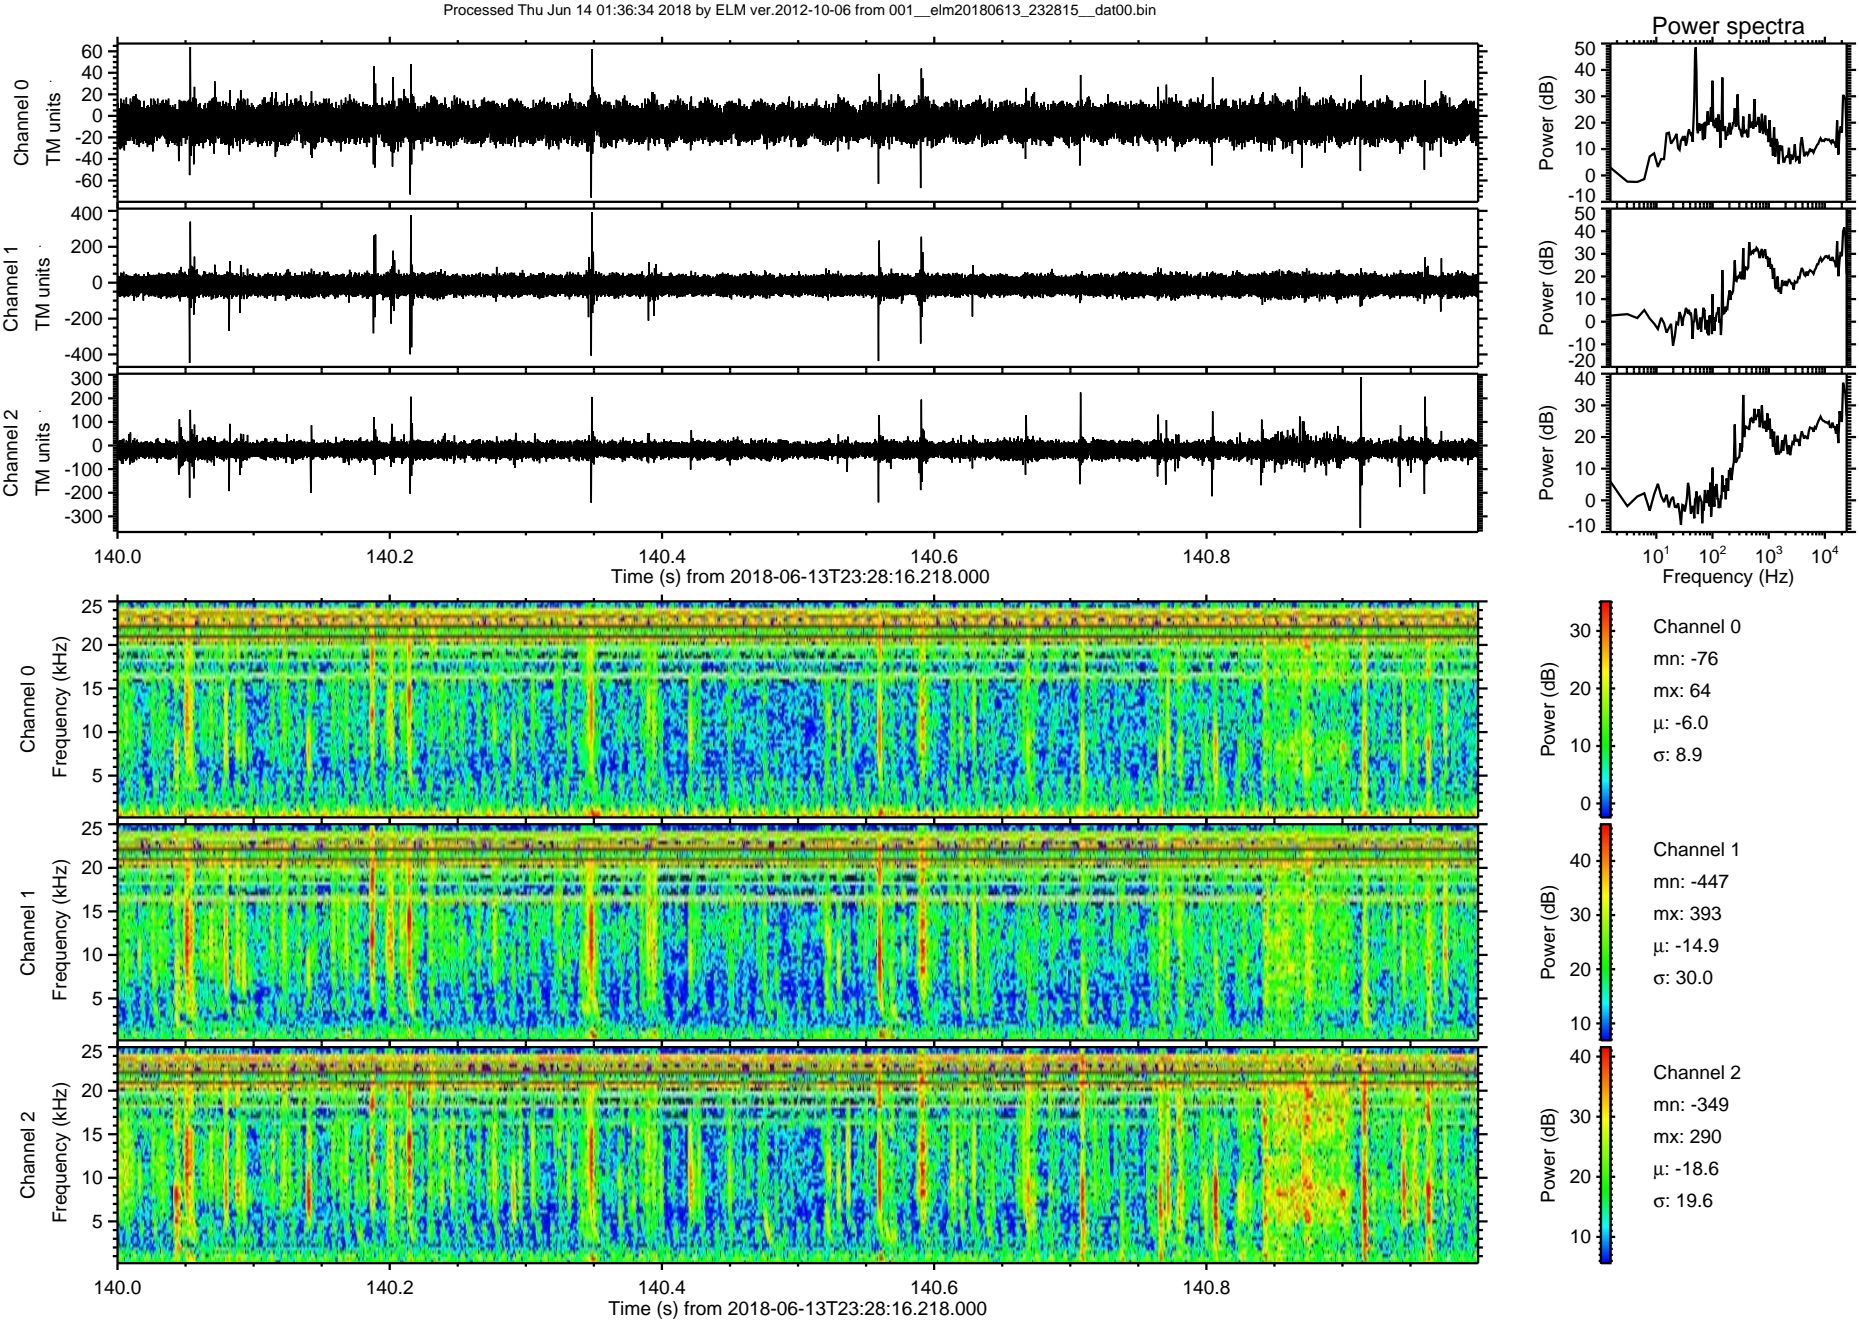 Processed Thu Jun 14 01:36:34 2018 by ELM ver.2012-10-06 from 001__elm20180613_232815__dat00.bin
Power spectra
Channel 0
TM units
60
40
20
0
-20
-40
-60
Power (dB)
50
40
30
20
10
0
-10
Channel 1
TM units
400
200
0
-200
-400
Power (dB)
50
40
30
20
10
0
-10
-20
Channel 2
TM units
300
200
100
0
-100
-200
-300
Power (dB)
40
30
20
10
0
-10
140.0 140.2 140.4 140.6 140.8
Time (s) from 2018-06-13T23:28:16.218.000
10^1 10^2 10^3 10^4
Frequency (Hz)
Channel 0
Frequency (kHz)
25
20
15
10
5
Power (dB)
30
20
10
0
Channel 0
mn: -76
mx: 64
μ: -6.0
σ: 8.9
Channel 1
Frequency (kHz)
25
20
15
10
5
Power (dB)
40
30
20
10
Channel 1
mn: -447
mx: 393
μ: -14.9
σ: 30.0
Channel 2
Frequency (kHz)
25
20
15
10
5
Power (dB)
40
30
20
10
Channel 2
mn: -349
mx: 290
μ: -18.6
σ: 19.6
140.0 140.2 140.4 140.6 140.8
Time (s) from 2018-06-13T23:28:16.218.000